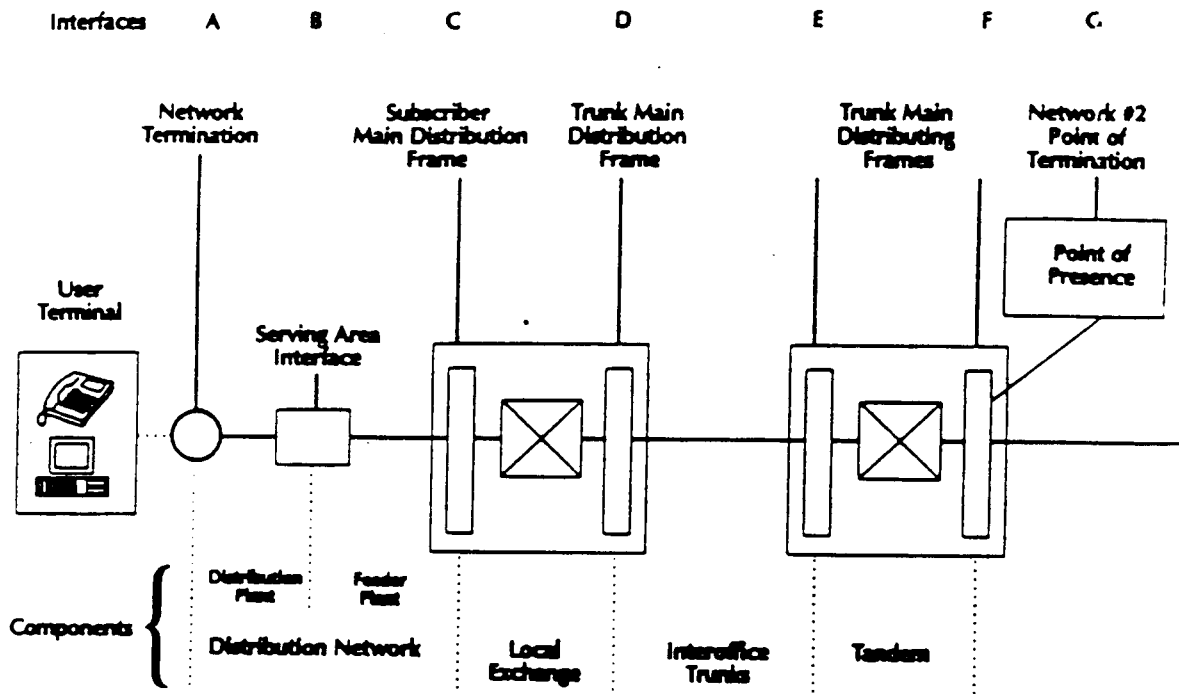 Interfaces A B C D E F G
Network
Termination
Subscriber
Main Distribution
Frame
Trunk Main
Distribution
Frame
Trunk Main
Distributing
Frames
Network #2
Point of
Termination
Point of
Presence
User
Terminal
Serving Area
Interface
Components
Distribution
Plant
Feeder
Plant
Distribution Network
Local
Exchange
Interoffice
Trunks
Tandem